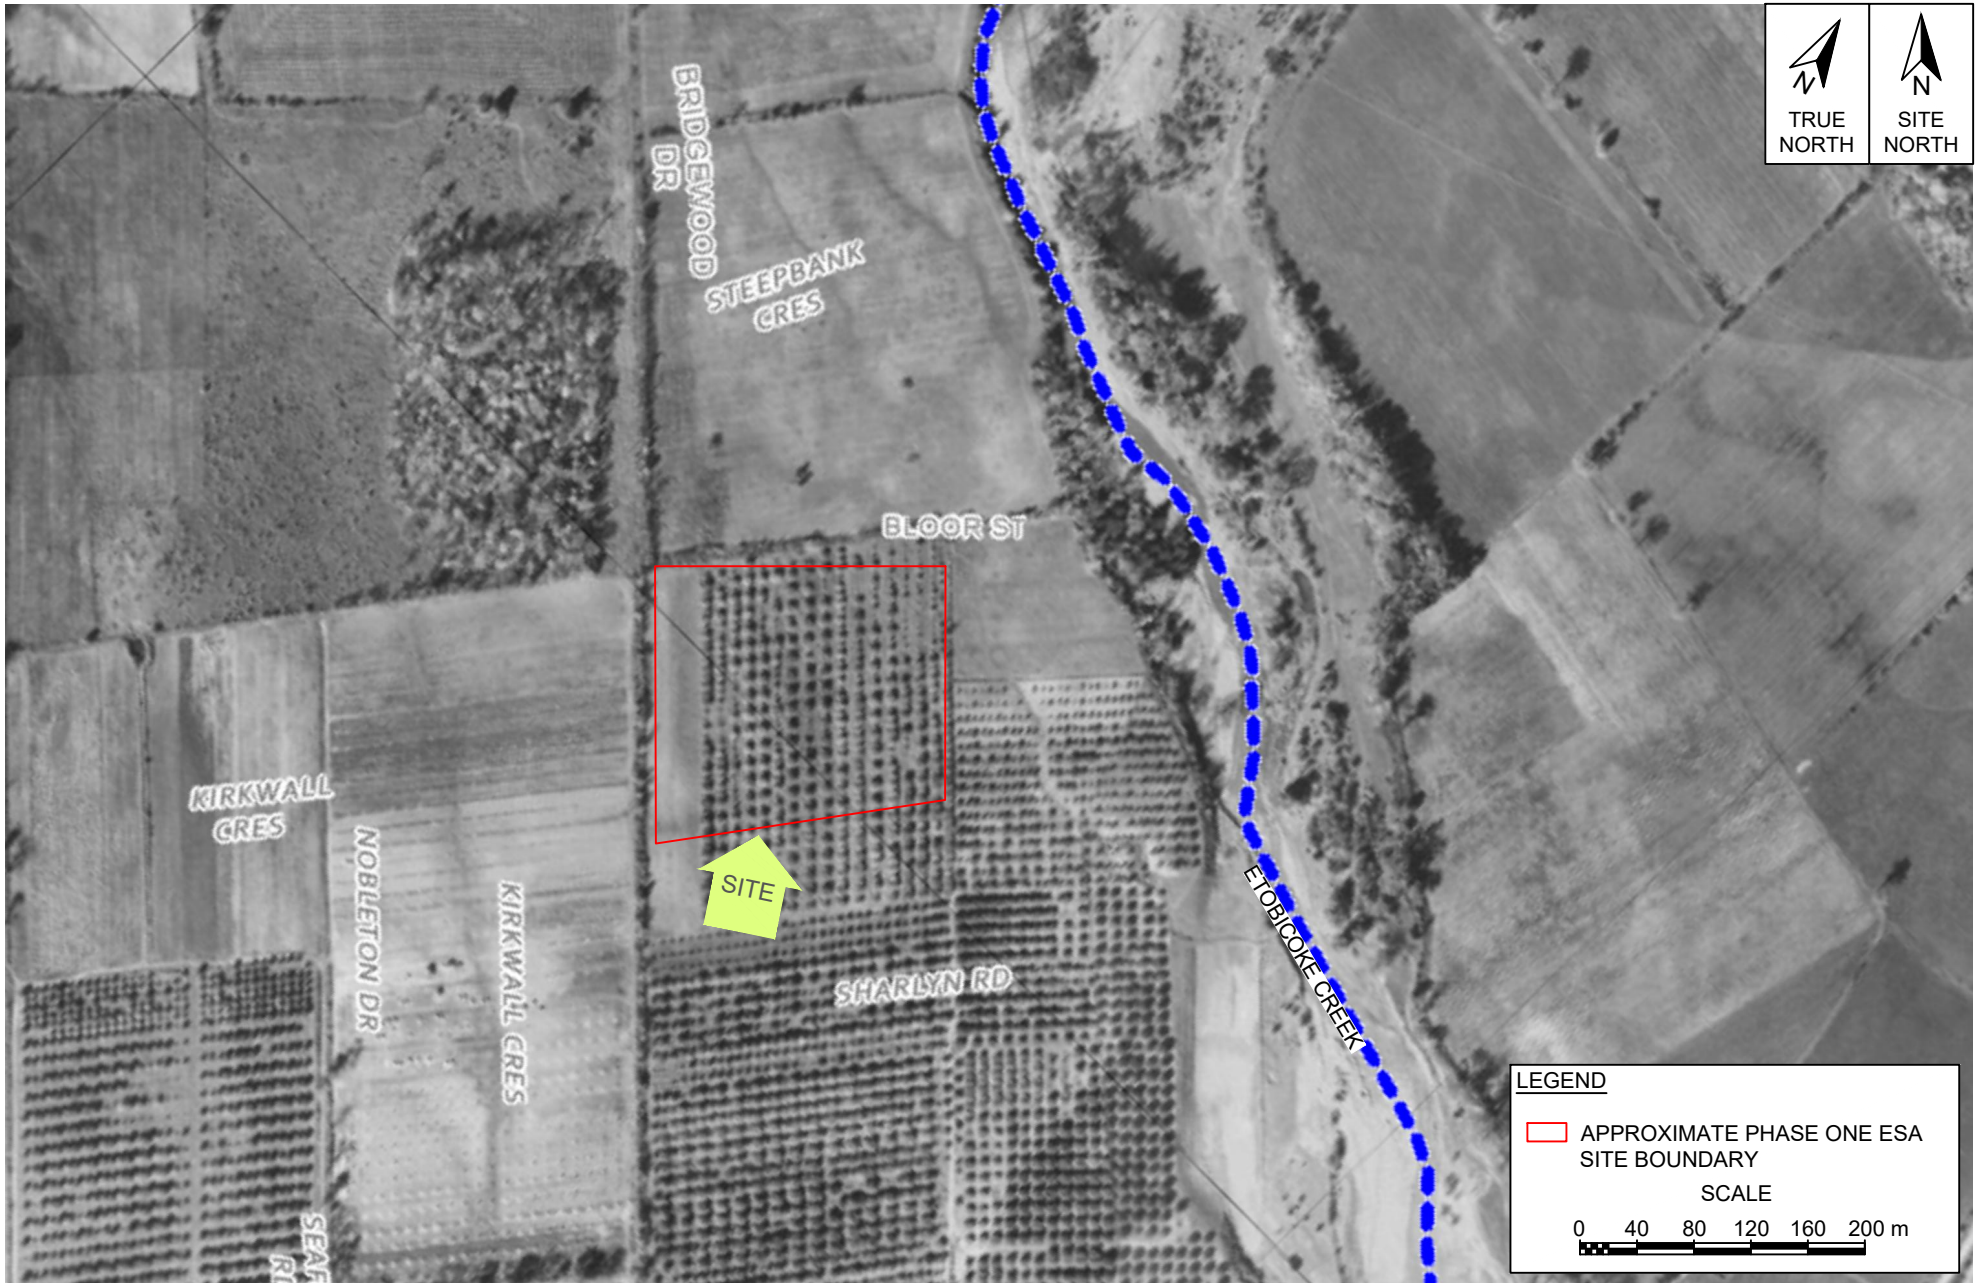 N
N
TRUE
NORTH
SITE
NORTH
BRIDGEWOOD
DR
STEEPBANK
CRES
BLOOR ST
KIRKWALL
CRES
NOBLETON DR
KIRKWALL CRES
SITE
SHARLYN RD
ETOBICOKE CREEK
LEGEND
APPROXIMATE PHASE ONE ESA
SITE BOUNDARY
SCALE
0 40 80 120 160 200 m